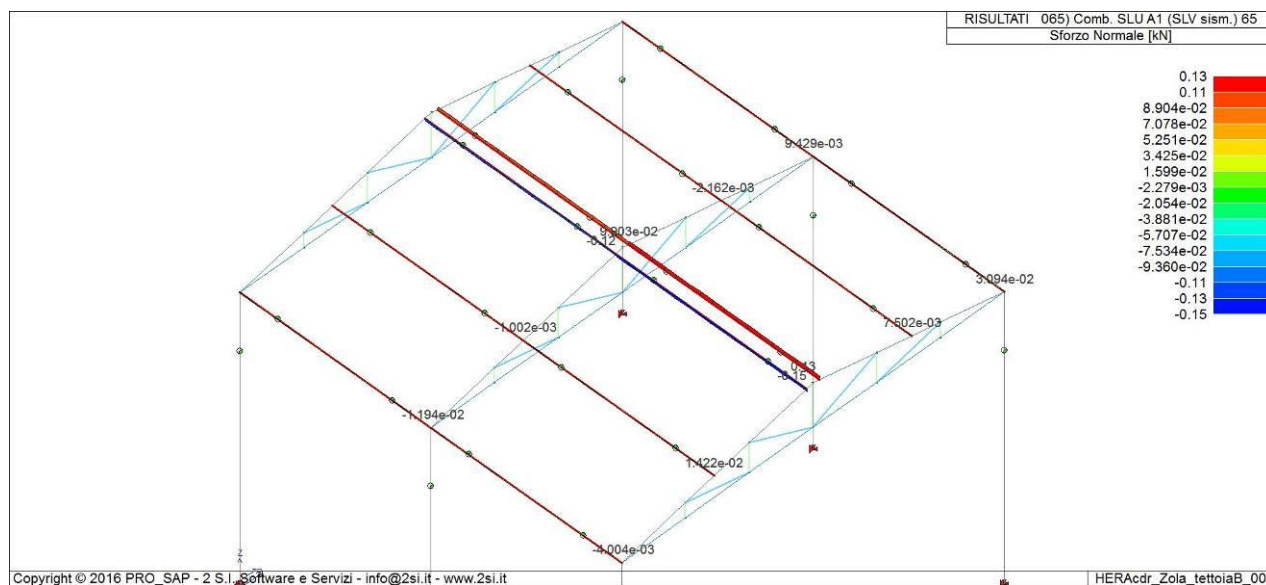 RISULTATI 065) Comb. SLU A1 (SLV sism.) 65
Sforzo Normale [kN]
0.13
0.11
8.904e-02
7.078e-02
5.251e-02
3.425e-02
1.599e-02
-2.279e-03
-2.054e-02
-3.881e-02
-5.707e-02
-7.534e-02
-9.360e-02
-0.11
-0.13
-0.15
9.429e-03
-2.162e-03
-0.12
3.094e-02
7.502e-03
-1.002e-03
0.13
-0.15
-1.194e-02
1.422e-02
-4.004e-03
Z
Copyright © 2016 PRO_SAP - 2 S.I. Software e Servizi - info@2si.it - www.2si.it
HERAcdr_Zola_tettoiaB_00